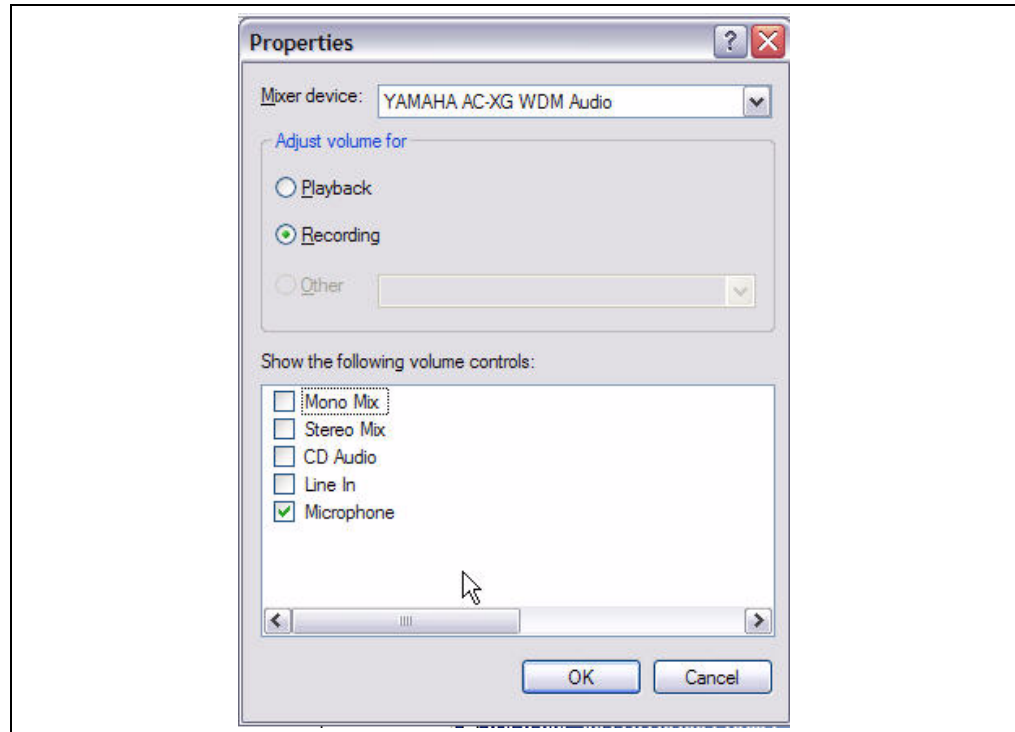 Properties
Mixer device: YAMAHA AC-XG WDM Audio
Adjust volume for
Playback
Recording
Other
Show the following volume controls:
Mono Mix
Stereo Mix
CD Audio
Line In
Microphone
OK Cancel